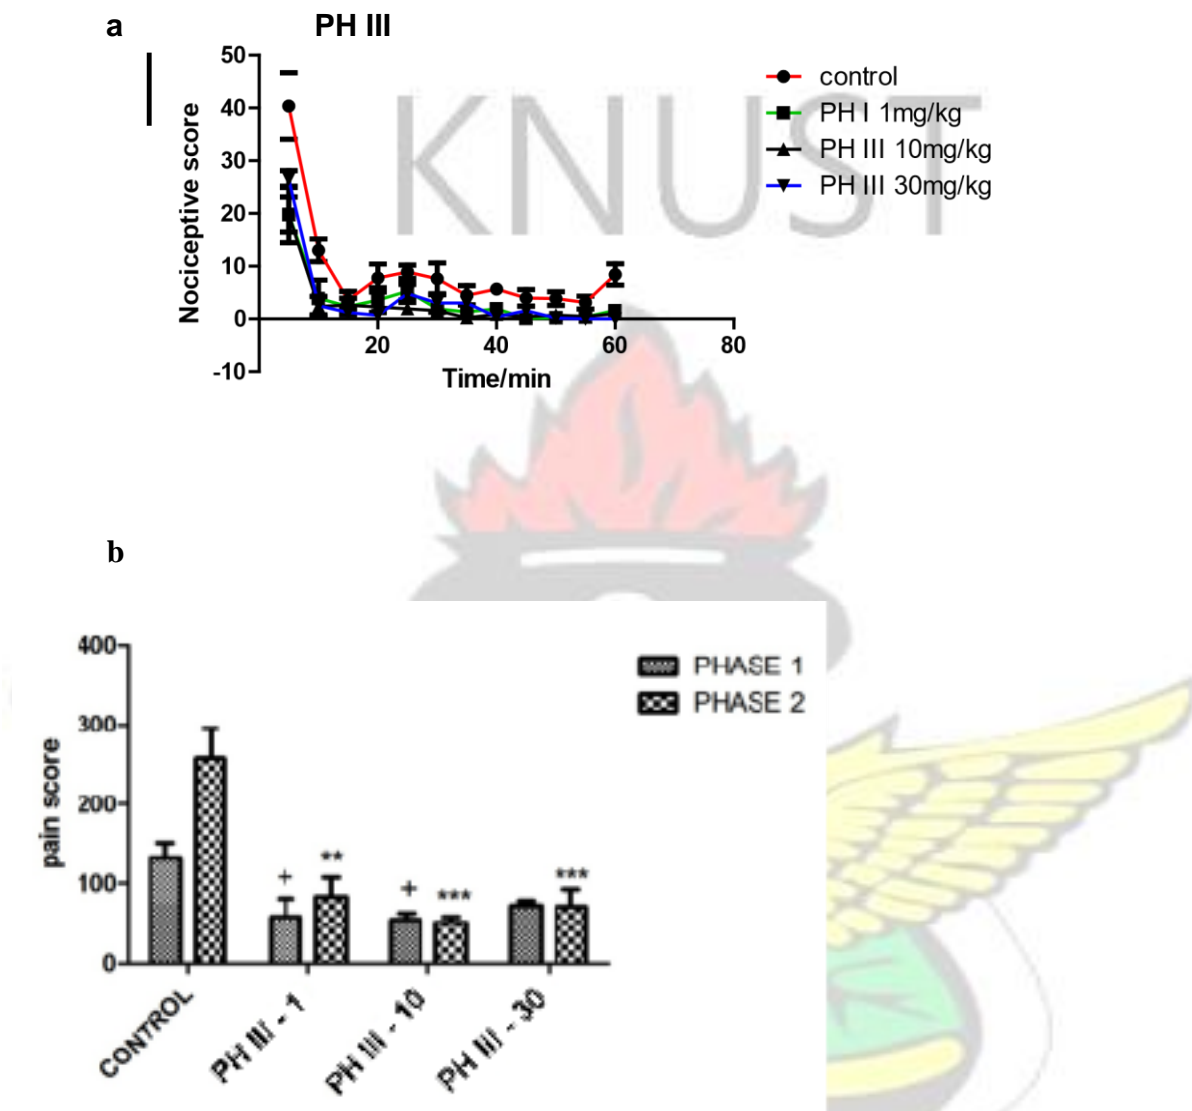 a
PH III
KNUST
50
40
30
20
10
0
-10
Nociceptive score
20
40
60
80
Time/min
control
PH I 1mg/kg
PH III 10mg/kg
PH III 30mg/kg
b
400
300
200
100
0
pain score
PHASE 1
PHASE 2
+
**
+
***
***
CONTROL
PH III - 1
PH III - 10
PH III - 30